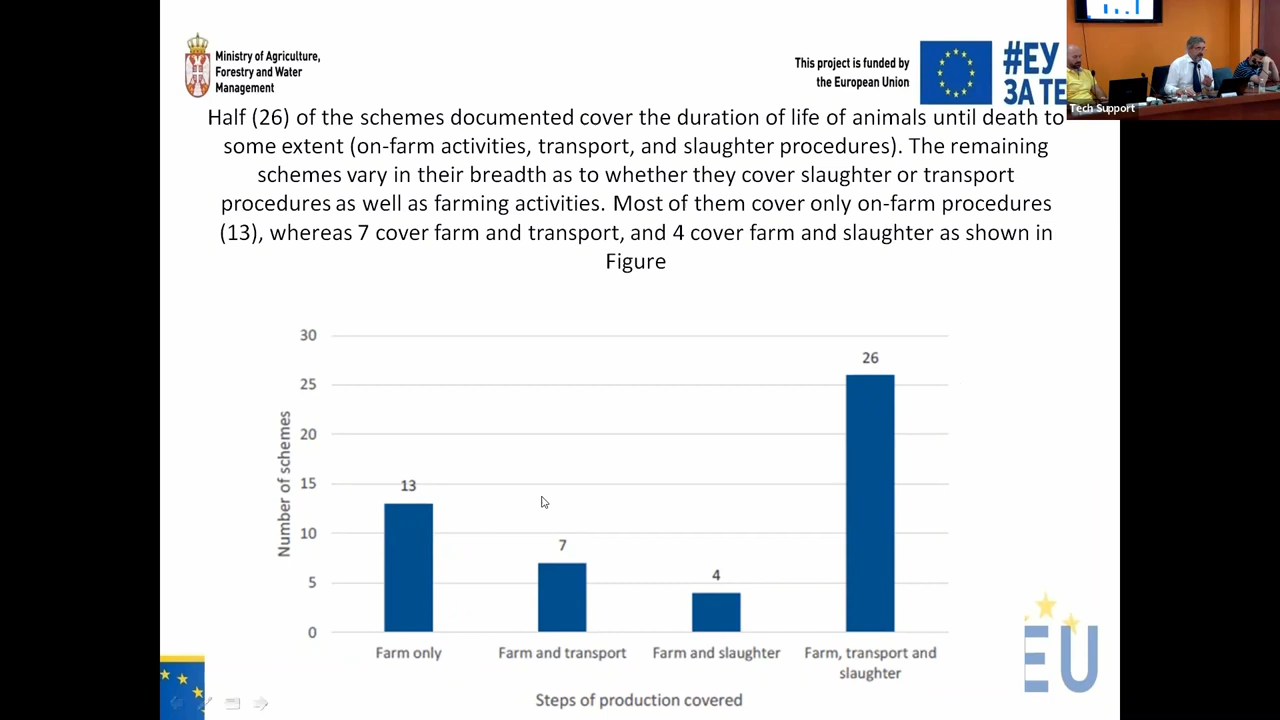 Ministry of Agriculture,
Forestry and Water
Management
This project is funded by
the European Union
#ЕУ
ЗА ТЕ
Tech Support
Half (26) of the schemes documented cover the duration of life of animals until death to
some extent (on-farm activities, transport, and slaughter procedures). The remaining
schemes vary in their breadth as to whether they cover slaughter or transport
procedures as well as farming activities. Most of them cover only on-farm procedures
(13), whereas 7 cover farm and transport, and 4 cover farm and slaughter as shown in
Figure
Number of schemes
30
25
20
15
10
5
0
13
7
4
26
Farm only
Farm and transport
Farm and slaughter
Farm, transport and
slaughter
Steps of production covered
EU